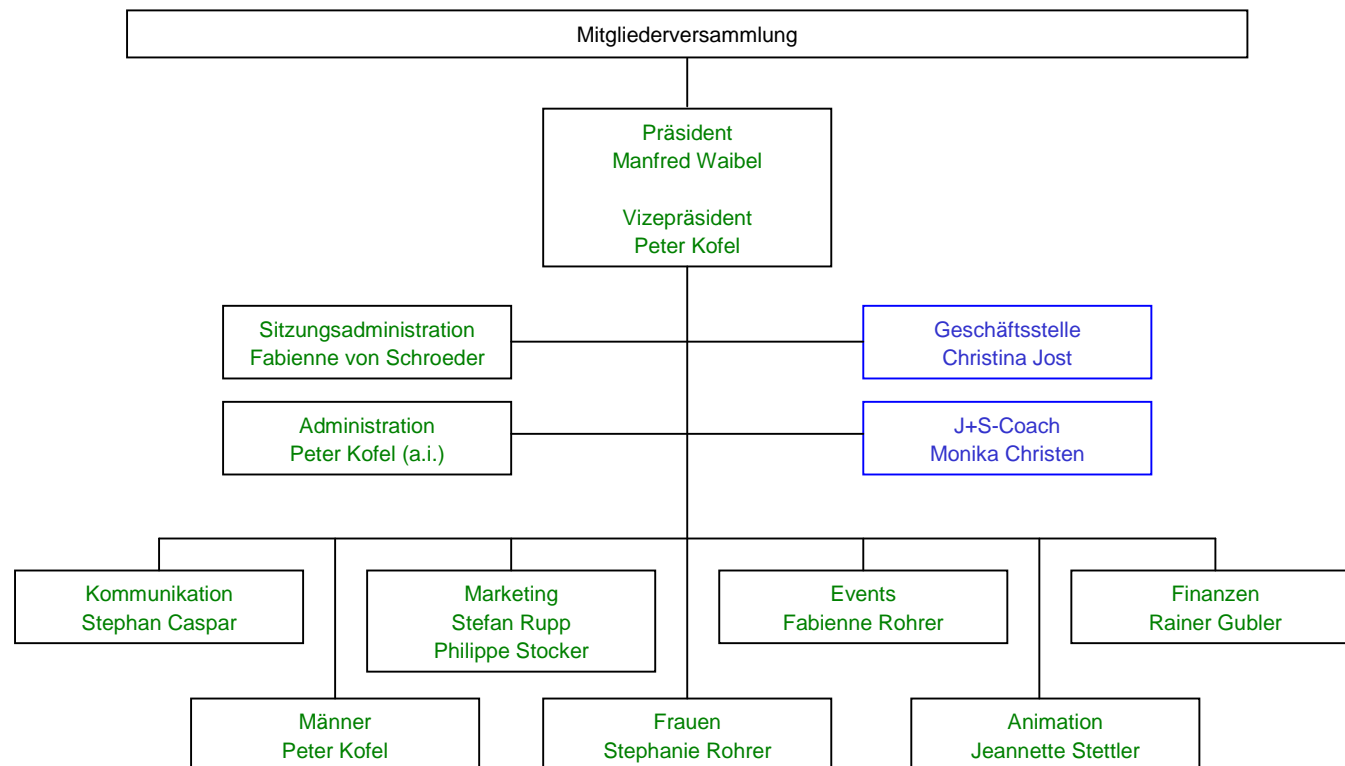 Mitgliederversammlung
Präsident
Manfred Waibel
Vizepräsident
Peter Kofel
Sitzungsadministration
Fabienne von Schroeder
Geschäftsstelle
Christina Jost
Administration
Peter Kofel (a.i.)
J+S-Coach
Monika Christen
Kommunikation
Stephan Caspar
Marketing
Stefan Rupp
Philippe Stocker
Events
Fabienne Rohrer
Finanzen
Rainer Gubler
Männer
Peter Kofel
Frauen
Stephanie Rohrer
Animation
Jeannette Stettler